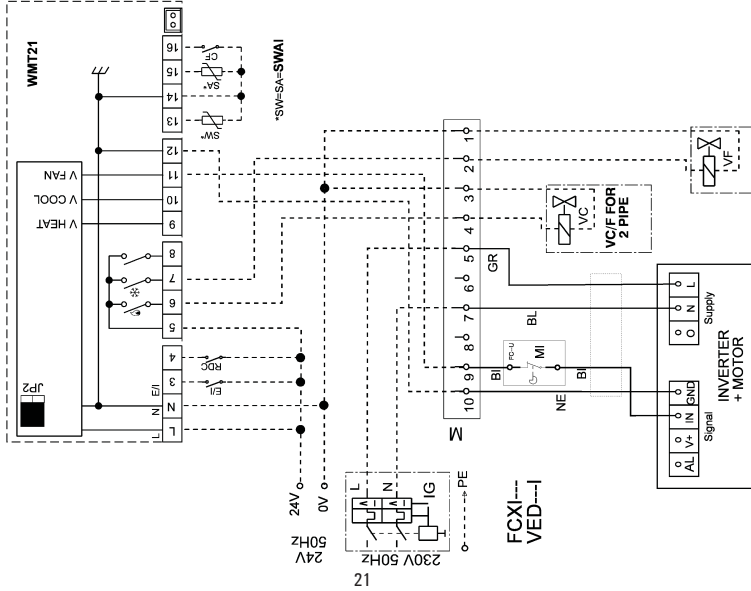 WMT21
JP2
V FAN
V COOL
V HEAT
L
N
E/I
L
N
3
4
5
6
7
8
9
10
11
12
13
14
15
16
E/I
RDC
SW*
SA*
CF
*SW=SA=SWAI
24V
0V
24V
50Hz
L
N
IG
230V 50Hz
PE
M
10
9
8
7
6
5
4
3
2
1
VC
VC/F FOR
2 PIPE
VF
GR
BL
BI
FC-U
MI
BI
NE
AL
V+
IN
GND
Signal
O
N
L
Supply
INVERTER
+ MOTOR
FCXI---
VED---I
21